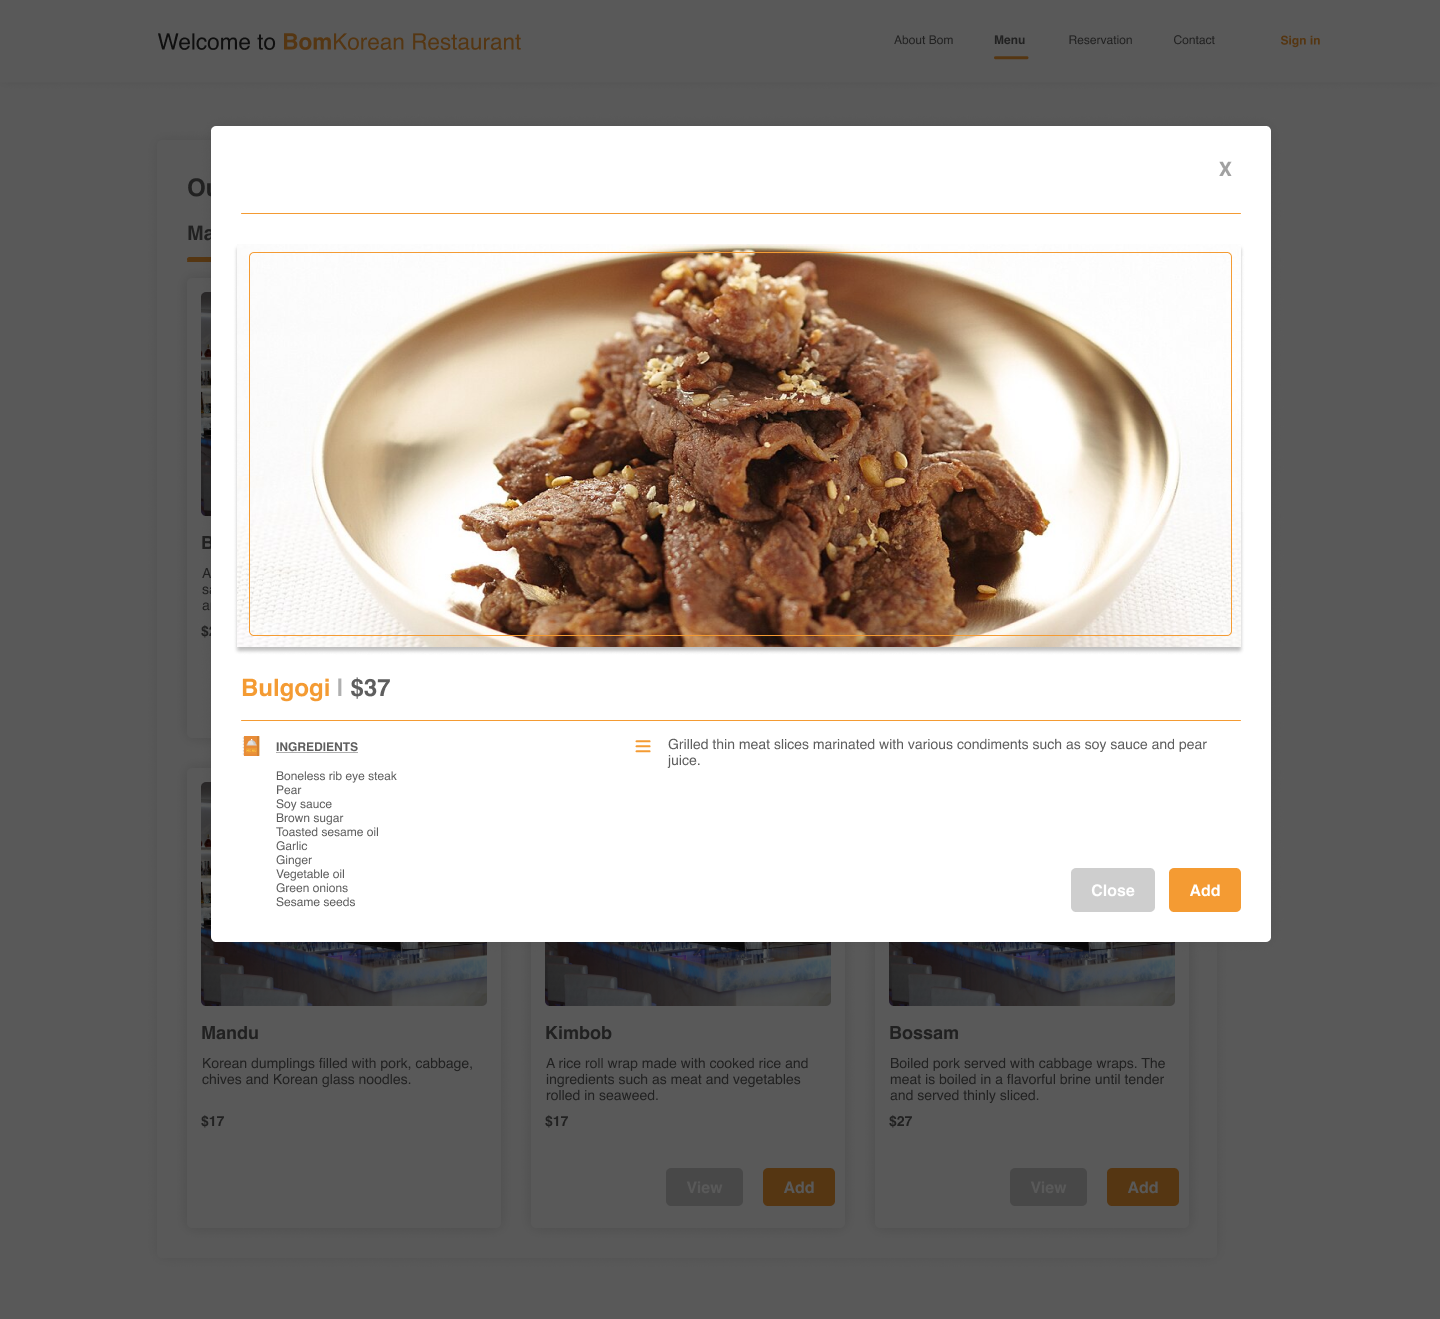 Welcome to BomKorean Restaurant
About Bom
Menu
Reservation
Contact
Sign in
X
Bulgogi | $37
INGREDIENTS
Boneless rib eye steak
Pear
Soy sauce
Brown sugar
Toasted sesame oil
Garlic
Ginger
Vegetable oil
Green onions
Sesame seeds
Grilled thin meat slices marinated with various condiments such as soy sauce and pear
juice.
Close
Add
Mandu
Korean dumplings filled with pork, cabbage,
chives and Korean glass noodles.
$17
Kimbob
A rice roll wrap made with cooked rice and
ingredients such as meat and vegetables
rolled in seaweed.
$17
View
Add
Bossam
Boiled pork served with cabbage wraps. The
meat is boiled in a flavorful brine until tender
and served thinly sliced.
$27
View
Add